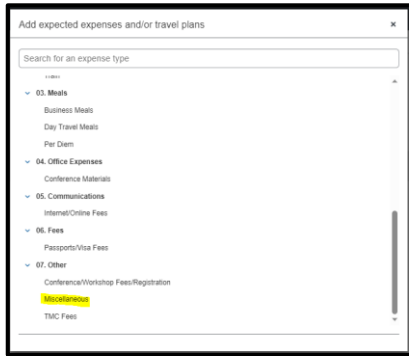 Add expected expenses and/or travel plans ×
Search for an expense type
03. Meals
Business Meals
Day Travel Meals
Per Diem
04. Office Expenses
Conference Materials
05. Communications
Internet/Online Fees
06. Fees
Passports/Visa Fees
07. Other
Conference/Workshop Fees/Registration
Miscellaneous
TMC Fees